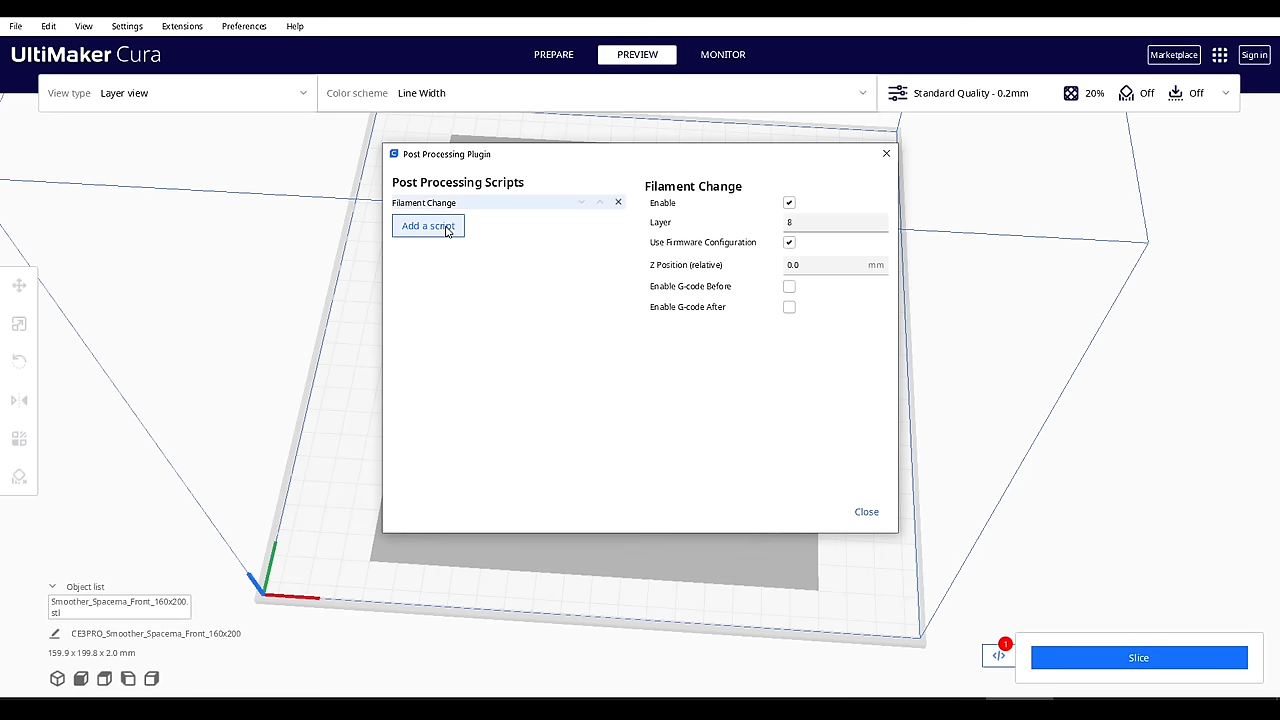 File Edit View Settings Extensions Preferences Help
UltiMaker Cura
PREPARE PREVIEW MONITOR
Marketplace Sign in
View type Layer view Color scheme Line Width Standard Quality - 0.2mm 20% Off Off
Post Processing Plugin
Post Processing Scripts
Filament Change
Add a script
Filament Change
Enable
Layer 8
Use Firmware Configuration
Z Position (relative) 0.0 mm
Enable G-code Before
Enable G-code After
Close
Object list
Smoother_Spacema_Front_160x200.
stl
CE3PRO_Smoother_Spacema_Front_160x200
159.9 x 199.8 x 2.0 mm
1
Slice